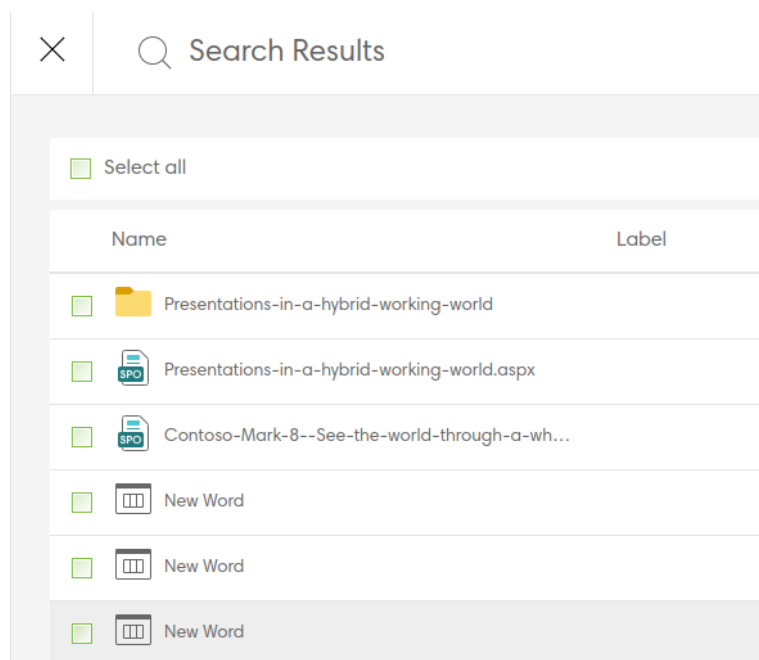 Search Results
Select all
Name Label
Presentations-in-a-hybrid-working-world
SPO Presentations-in-a-hybrid-working-world.aspx
SPO Contoso-Mark-8--See-the-world-through-a-wh...
New Word
New Word
New Word